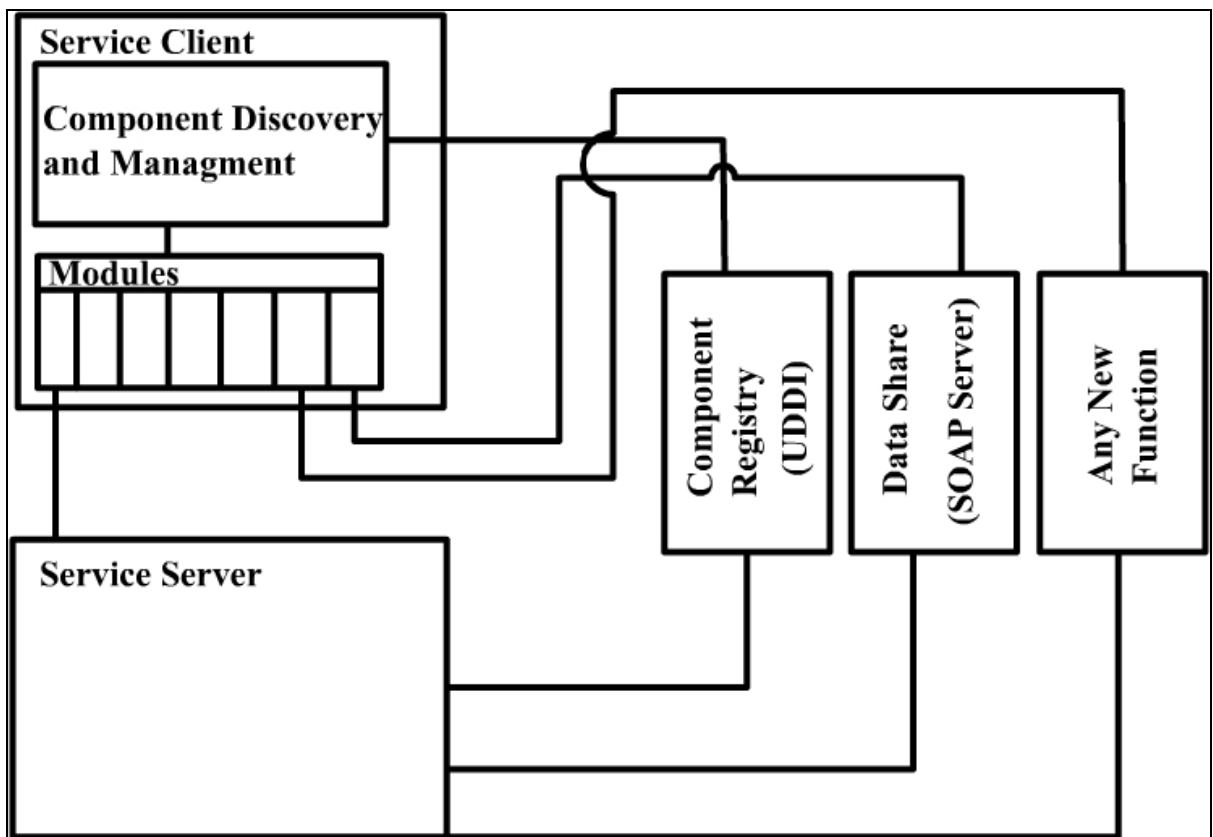 Service Client
Component Discovery
and Managment
Modules
Component
Registry
(UDDI)
Data Share
(SOAP Server)
Any New
Function
Service Server